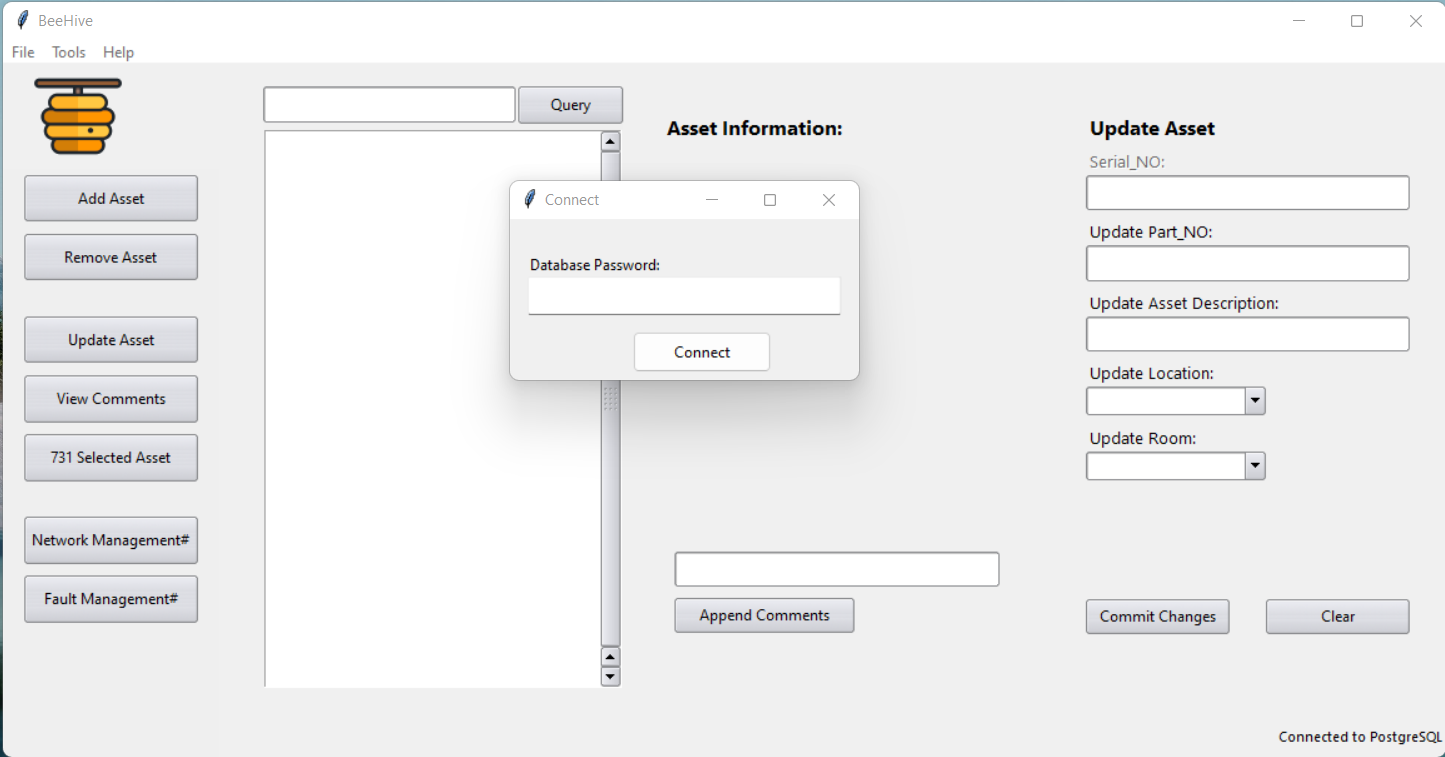 BeeHive
File Tools Help
Query
Asset Information:
Update Asset
Serial_NO:
Add Asset
Connect
Update Part_NO:
Remove Asset
Database Password:
Update Asset Description:
Update Asset
Connect
Update Location:
View Comments
Update Room:
731 Selected Asset
Network Management#
Fault Management#
Append Comments
Commit Changes
Clear
Connected to PostgreSQL